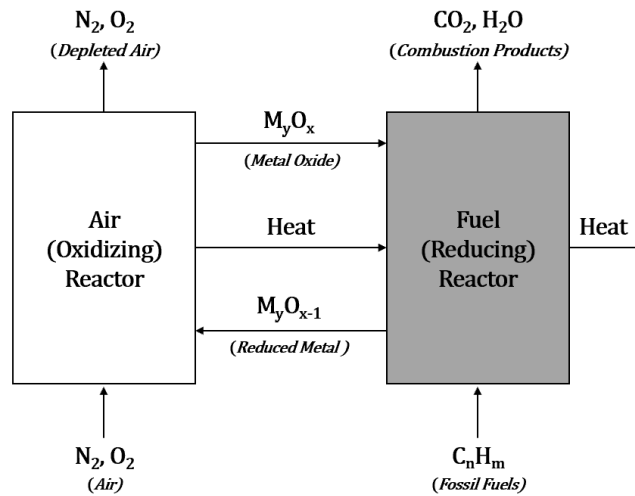 N₂, O₂
(Depleted Air)
CO₂, H₂O
(Combustion Products)
MyOx
(Metal Oxide)
Air
(Oxidizing)
Reactor
Heat
Fuel
(Reducing)
Reactor
Heat
MyOx-1
(Reduced Metal )
N₂, O₂
(Air)
CnHm
(Fossil Fuels)